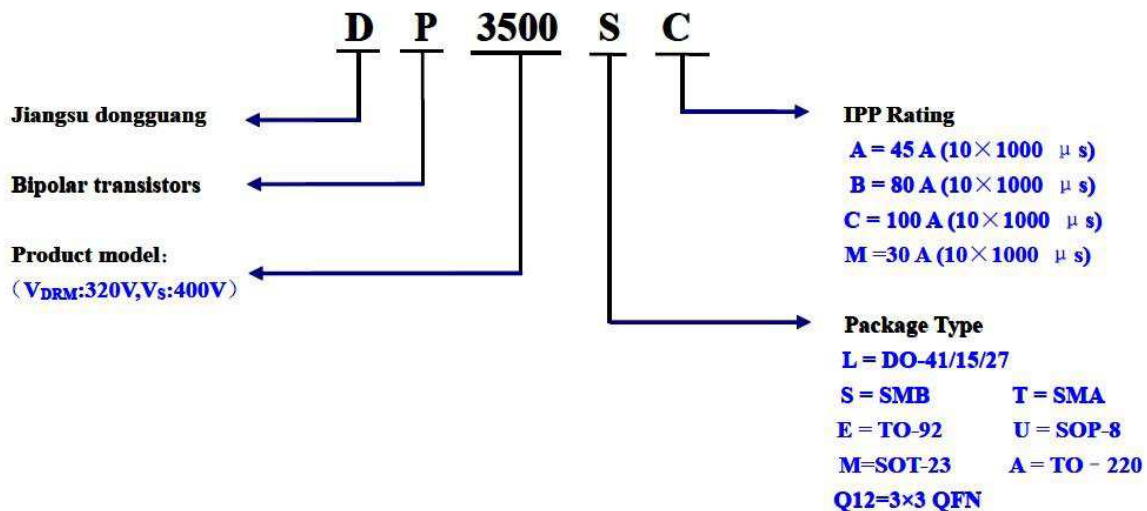 D P 3500 S C
Jiangsu dongguang
Bipolar transistors
Product model：
（VDRM:320V,VS:400V）
IPP Rating
A = 45 A (10×1000 μ s)
B = 80 A (10×1000 μ s)
C = 100 A (10×1000 μ s)
M =30 A (10×1000 μ s)
Package Type
L = DO-41/15/27
S = SMB T = SMA
E = TO-92 U = SOP-8
M=SOT-23 A = TO－220
Q12=3×3 QFN